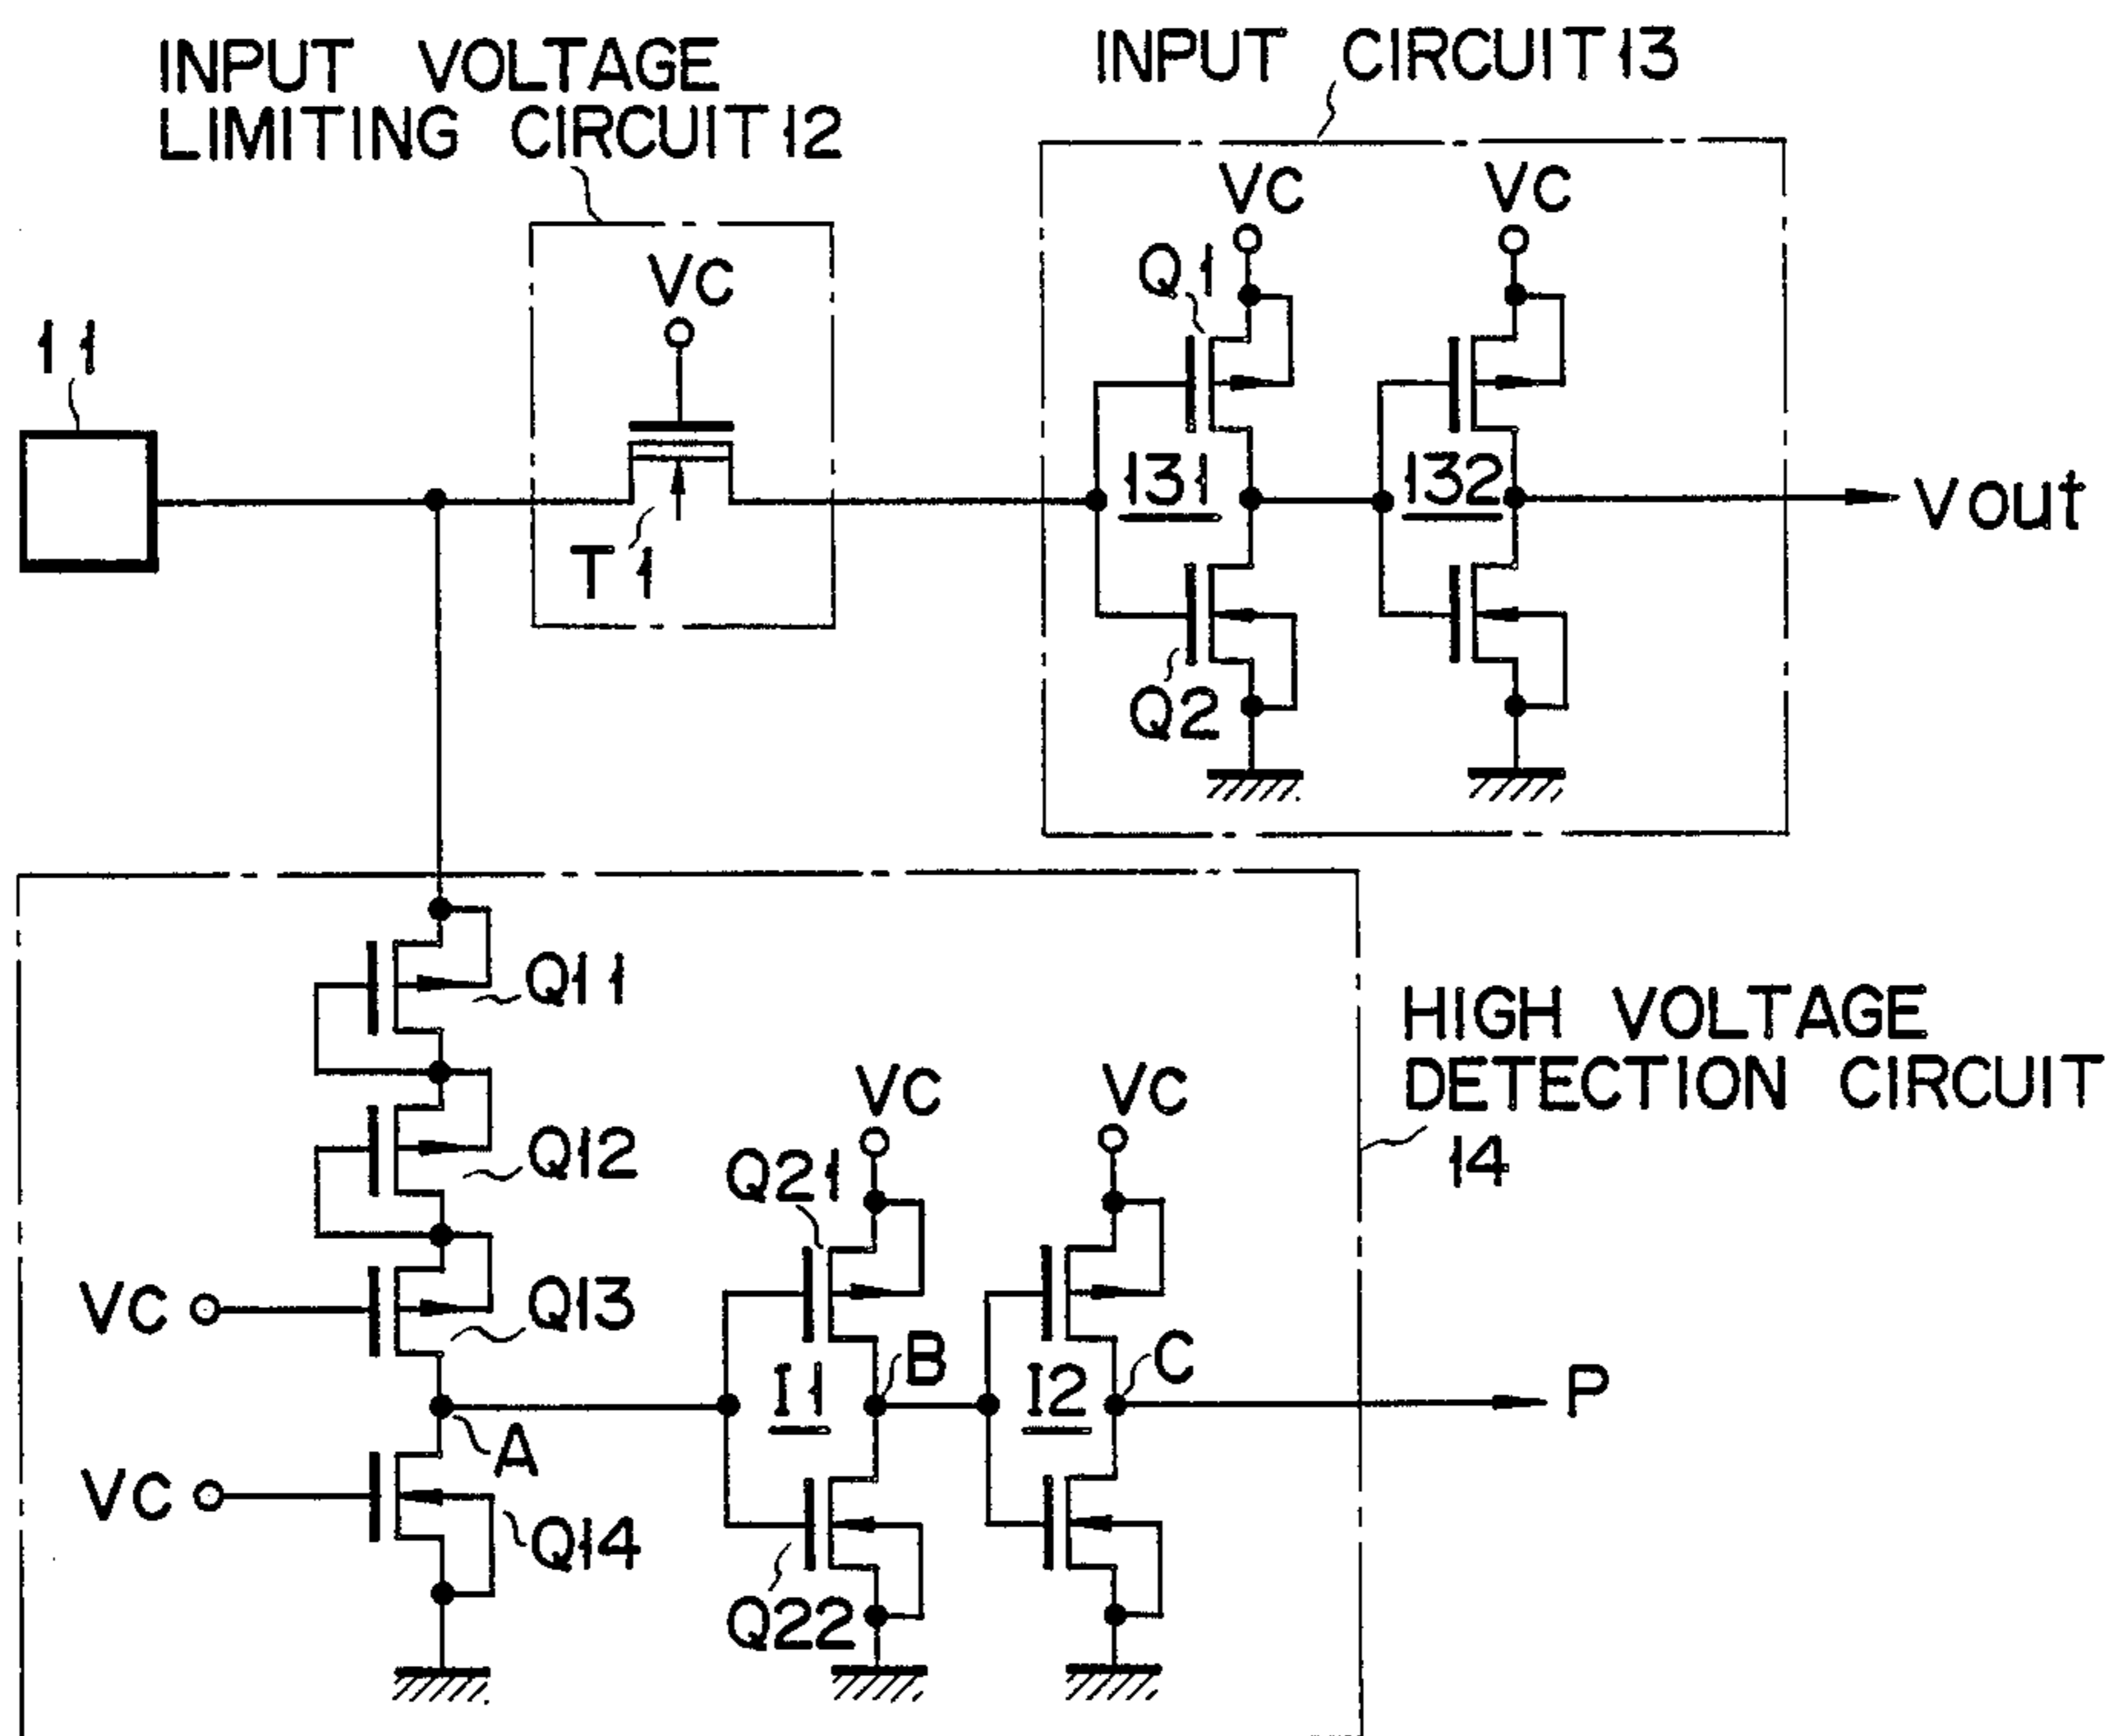 INPUT VOLTAGE
LIMITING CIRCUIT 12
INPUT CIRCUIT 13
VC
VC
VC
Q1
11
131
132
Vout
T1
Q2
Q11
HIGH VOLTAGE
DETECTION CIRCUIT
14
Q12
VC
VC
Q21
VC
Q13
I1
B
I2
C
P
A
VC
Q14
Q22